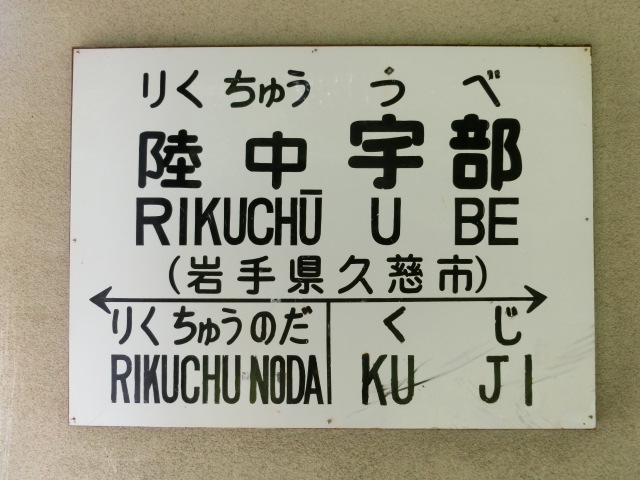 りくちゅう つ べ
陸中宇部
RIKUCHŪ U BE
(岩手県久慈市)
りくちゅうのだ く じ
RIKUCHU NODA KU JI